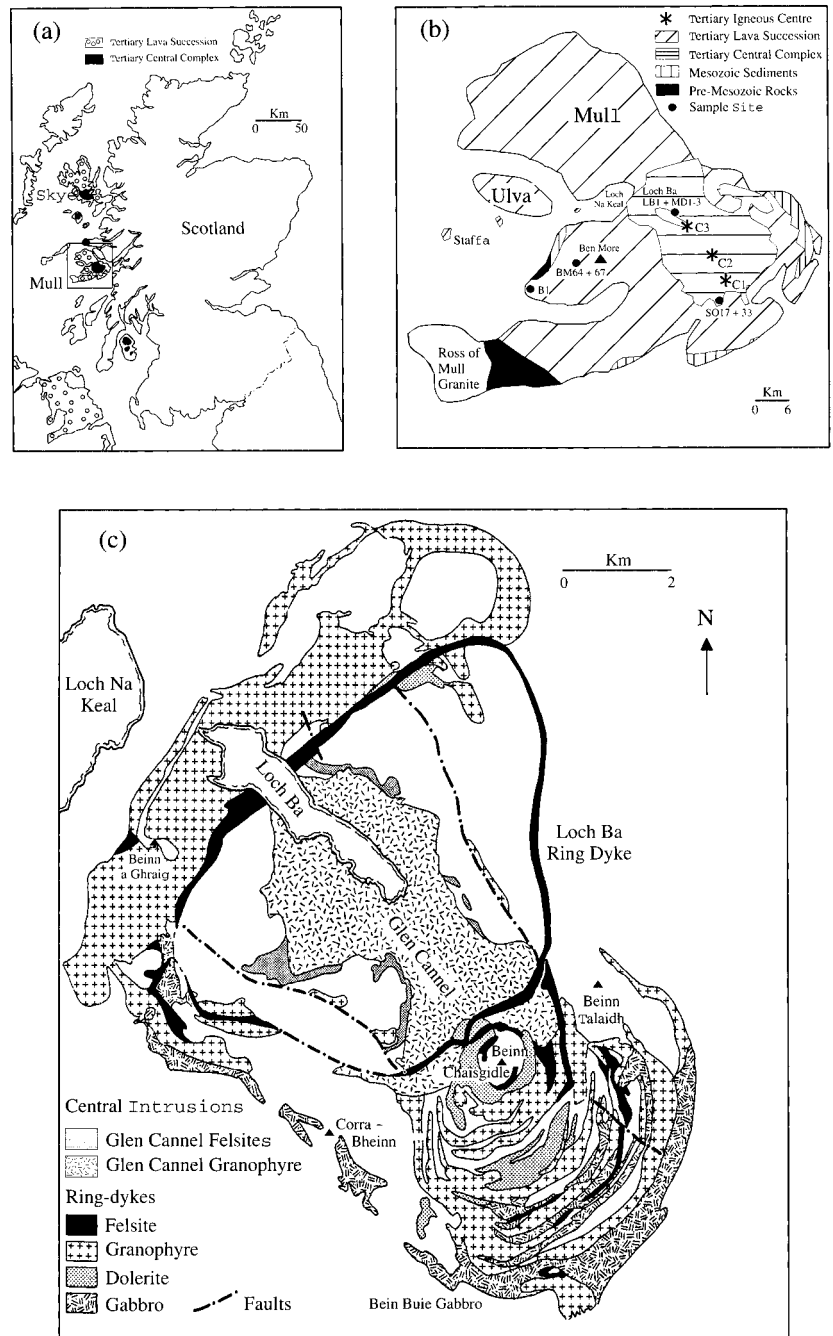 (a)
Tertiary Lava Succession
Tertiary Central Complex
Km
0 50
Skye
Scotland
Mull
(b)
Tertiary Igneous Centre
Tertiary Lava Succession
Tertiary Central Complex
Mesozoic Sediments
Pre-Mesozoic Rocks
Sample Site
Mull
Ulva
Loch
Na Keal
Loch Ba
LB1 + MD1-3
Staffa
C3
Ben More
BM64 + 67
C2
B1
C1
SO17 + 33
Ross of
Mull
Granite
Km
0 6
(c)
Km
0 2
N
Loch Na
Keal
Loch Ba
Loch Ba
Ring Dyke
Beinn
a Ghraig
Glen Cannel
Beinn
Talaidh
Beinn
Chaisgidle
Central Intrusions
Glen Cannel Felsites
Glen Cannel Granophyre
Corra -
Bheinn
Ring-dykes
Felsite
Granophyre
Dolerite
Gabbro
Faults
Bein Buie Gabbro